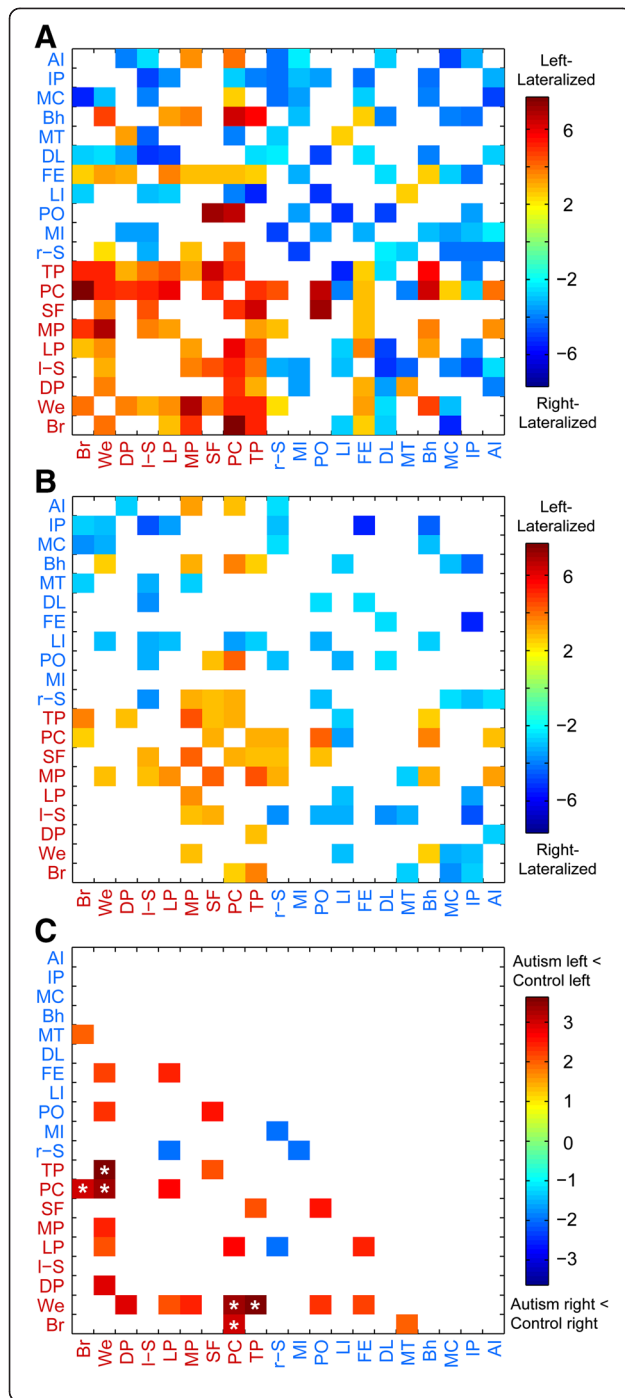 A
AI
IP
MC
Bh
MT
DL
FE
LI
PO
MI
r–S
TP
PC
SF
MP
LP
l–S
DP
We
Br
Br We DP l–S LP MP SF PC TP r–S MI PO LI FE DL MT Bh MC IP AI
Left-
Lateralized
6
2
−2
−6
Right-
Lateralized
B
AI
IP
MC
Bh
MT
DL
FE
LI
PO
MI
r–S
TP
PC
SF
MP
LP
l–S
DP
We
Br
Br We DP l–S LP MP SF PC TP r–S MI PO LI FE DL MT Bh MC IP AI
Left-
Lateralized
6
2
−2
−6
Right-
Lateralized
C
AI
IP
MC
Bh
MT
DL
FE
LI
PO
MI
r–S
TP *
PC * *
SF
MP
LP
l–S
DP
We * *
Br *
Br We DP l–S LP MP SF PC TP r–S MI PO LI FE DL MT Bh MC IP AI
Autism left <
Control left
3
2
1
0
−1
−2
−3
Autism right <
Control right